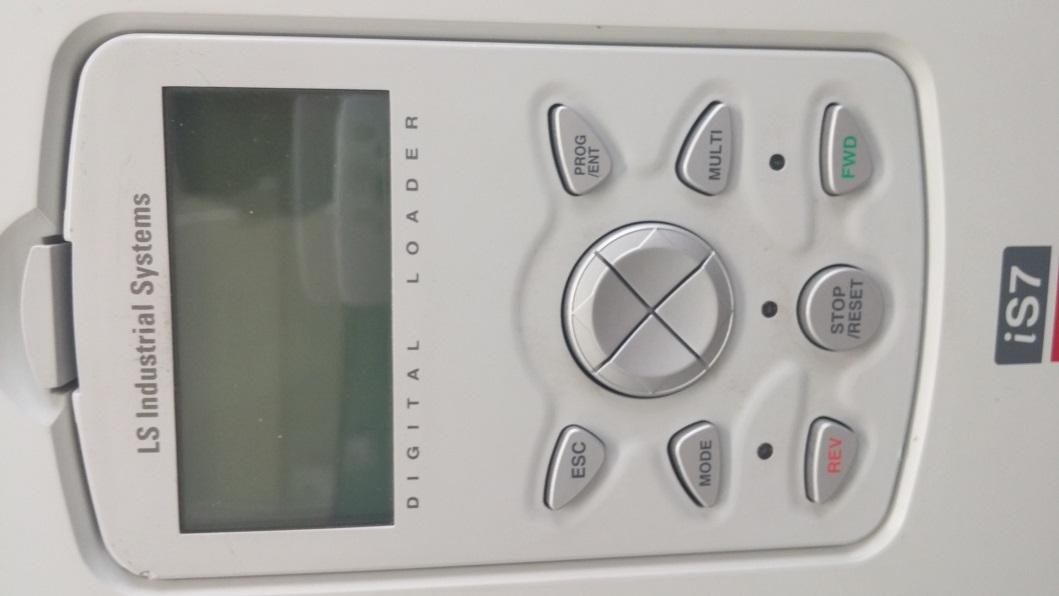 LS Industrial Systems
DIGITAL LOADER
ESC
PROG
/ENT
MODE
MULTI
REV
STOP
/RESET
FWD
iS7